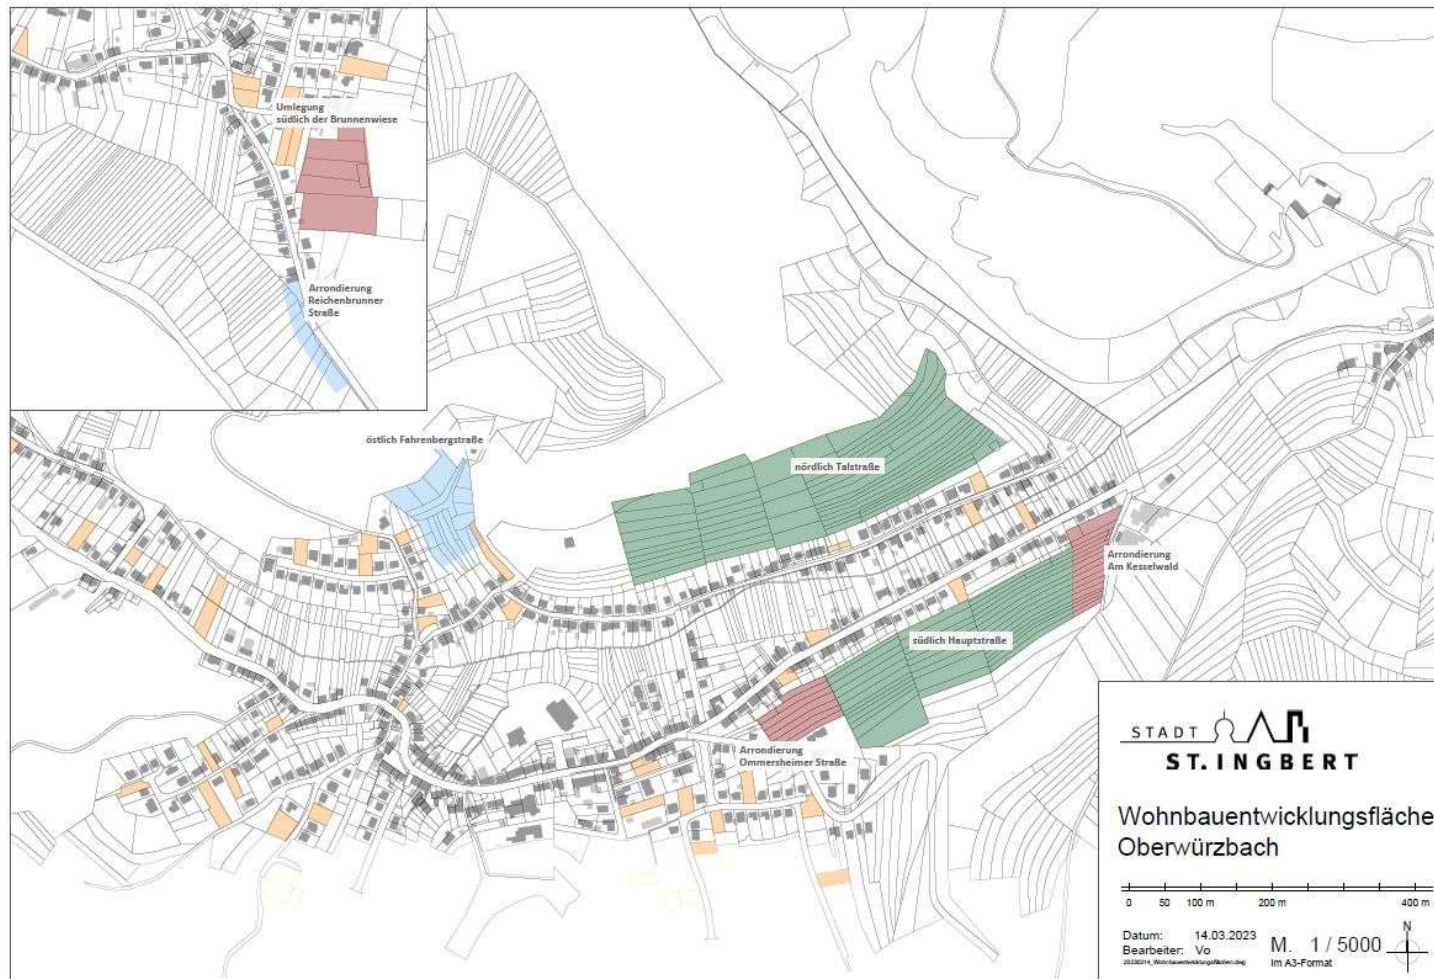 Umlegung
südlich der Brunnenwiese
Arrondierung
Reichenbrunner
Straße
östlich Fahrenbergstraße
nördlich Talstraße
Arrondierung
Am Kesselwald
südlich Hauptstraße
Arrondierung
Ommersheimer Straße
STADT
ST. INGBERT
Wohnbauentwicklungsfläche
Oberwürzbach
0 50 100 m 200 m 400 m
Datum: 14.03.2023
Bearbeiter: Vo
M. 1 / 5000
Im A3-Format
N